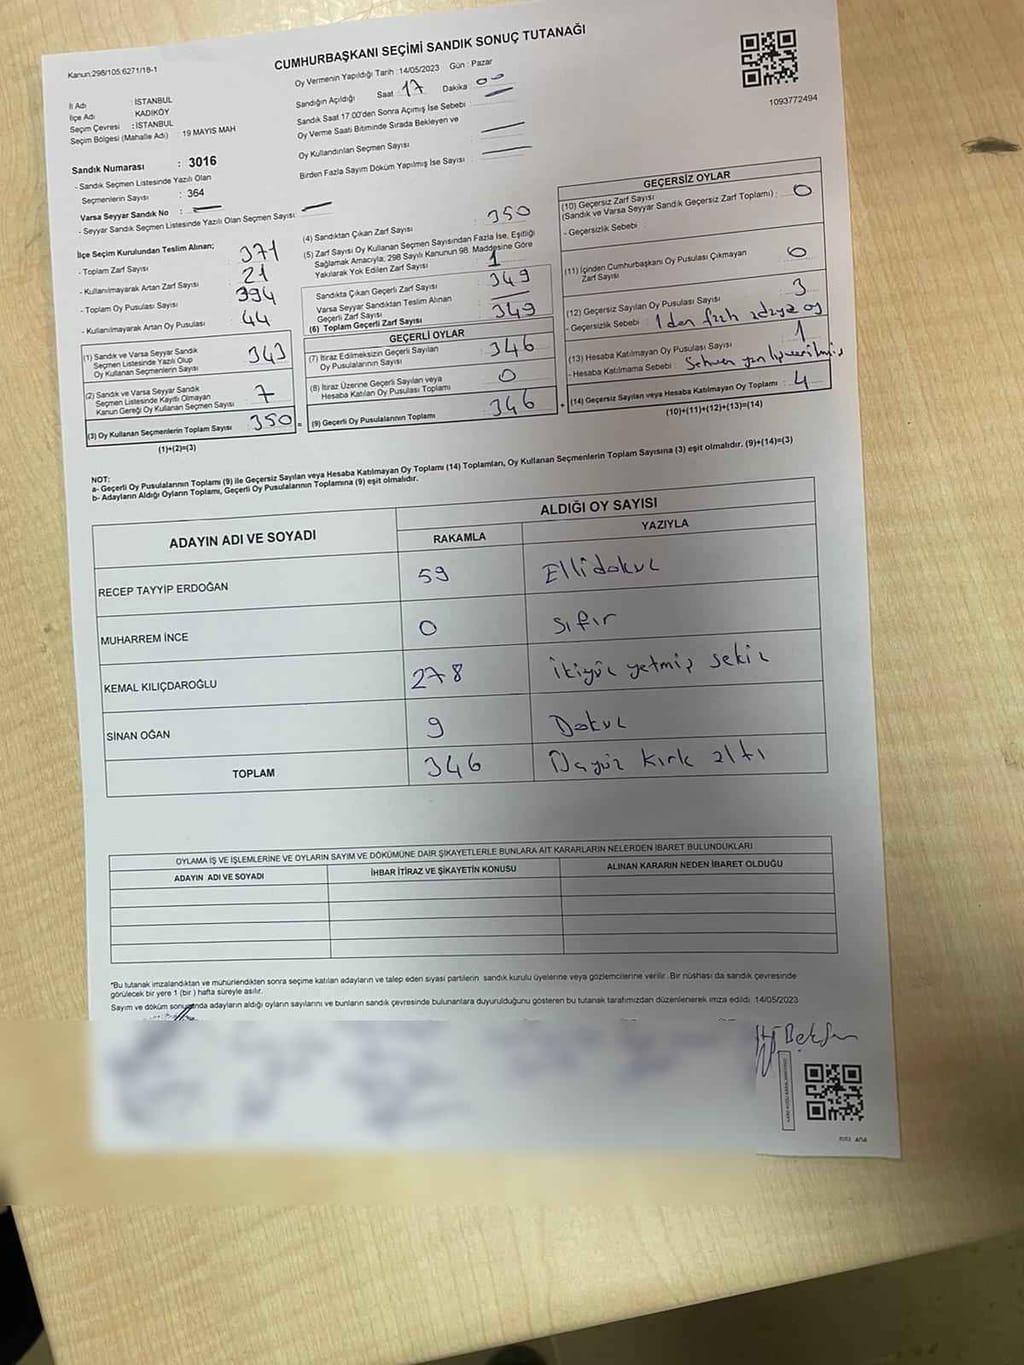 Kanun:298/105:6271/18-1
CUMHURBAŞKANI SEÇİMİ SANDIK SONUÇ TUTANAĞI
Oy Vermenin Yapıldığı Tarih :14/05/2023 Gün : Pazar
İl Adı : İSTANBUL
İlçe Adı : KADIKÖY
Seçim Çevresi : İSTANBUL
Seçim Bölgesi (Mahalle Adı) : 19 MAYIS MAH
Sandık Numarası : 3016
- Sandık Seçmen Listesinde Yazılı Olan
Seçmenlerin Sayısı : 364
Varsa Seyyar Sandık No :
- Seyyar Sandık Seçmen Listesinde Yazılı Olan Seçmen Sayısı:
Sandığın Açıldığı Saat : 17 Dakika : 00
Sandık Saat 17.00'den Sonra Açılmış İse Sebebi
Oy Verme Saati Bitiminde Sırada Bekleyen ve
Oy Kullandırılan Seçmen Sayısı
Birden Fazla Sayım Döküm Yapılmış İse Sayısı :
1093772494
İlçe Seçim Kurulundan Teslim Alınan;
- Toplam Zarf Sayısı : 371
- Kullanılmayarak Artan Zarf Sayısı : 21
- Toplam Oy Pusulası Sayısı : 394
- Kullanılmayarak Artan Oy Pusulası : 44
(1) Sandık ve Varsa Seyyar Sandık
Seçmen Listesinde Yazılı Olup
Oy Kullanan Seçmenlerin Sayısı : 343
(2) Sandık ve Varsa Seyyar Sandık
Seçmen Listesinde Kayıtlı Olmayan
Kanun Gereği Oy Kullanan Seçmen Sayısı : 7
(3) Oy Kullanan Seçmenlerin Toplam Sayısı : 350
(1)+(2)=(3)
(4) Sandıktan Çıkan Zarf Sayısı : 350
(5) Zarf Sayısı Oy Kullanan Seçmen Sayısından Fazla İse, Eşitliği
Sağlamak Amacıyla; 298 Sayılı Kanunun 98. Maddesine Göre
Yakılarak Yok Edilen Zarf Sayısı : 1
Sandıkta Çıkan Geçerli Zarf Sayısı : 349
Varsa Seyyar Sandıktan Teslim Alınan
Geçerli Zarf Sayısı :
(6) Toplam Geçerli Zarf Sayısı : 349
GEÇERLİ OYLAR
(7) İtiraz Edilmeksizin Geçerli Sayılan
Oy Pusulalarının Sayısı : 346
(8) İtiraz Üzerine Geçerli Sayılan veya
Hesaba Katılan Oy Pusulası Toplamı : 0
(9) Geçerli Oy Pusulalarının Toplamı : 346
GEÇERSİZ OYLAR
(10) Geçersiz Zarf Sayısı
(Sandık ve Varsa Seyyar Sandık Geçersiz Zarf Toplamı) : 0
- Geçersizlik Sebebi :
(11) İçinden Cumhurbaşkanı Oy Pusulası Çıkmayan
Zarf Sayısı : 0
(12) Geçersiz Sayılan Oy Pusulası Sayısı : 3
- Geçersizlik Sebebi : 1 den fazla adaya oy
(13) Hesaba Katılmayan Oy Pusulası Sayısı : 1
- Hesaba Katılmama Sebebi : Sehven
(14) Geçersiz Sayılan veya Hesaba Katılmayan Oy Toplamı : 4
(10)+(11)+(12)+(13)=(14)
NOT:
a- Geçerli Oy Pusulalarının Toplamı (9) ile Geçersiz Sayılan veya Hesaba Katılmayan Oy Toplamı (14) Toplamları, Oy Kullanan Seçmenlerin Toplam Sayısına (3) eşit olmalıdır. (9)+(14)=(3)
b- Adayların Aldığı Oyların Toplamı, Geçerli Oy Pusulalarının Toplamına (9) eşit olmalıdır.
ADAYIN ADI VE SOYADI
ALDIĞI OY SAYISI
RAKAMLA YAZIYLA
RECEP TAYYİP ERDOĞAN 59 Ellidokuz
MUHARREM İNCE 0 Sıfır
KEMAL KILIÇDAROĞLU 278 ikiyüz yetmiş sekiz
SİNAN OĞAN 9 Dokuz
TOPLAM 346 Üçyüz kırk altı
OYLAMA İŞ VE İŞLEMLERİNE VE OYLARIN SAYIM VE DÖKÜMÜNE DAİR ŞİKAYETLERLE BUNLARA AİT KARARLARIN NELERDEN İBARET BULUNDUKLARI
ADAYIN ADI VE SOYADI İHBAR İTİRAZ VE ŞİKAYETİN KONUSU ALINAN KARARIN NEDEN İBARET OLDUĞU
*Bu tutanak imzalandıktan ve mühürlendikten sonra seçime katılan adayların ve talep eden siyasi partilerin sandık kurulu üyelerine veya gözlemcilerine verilir. Bir nüshası da sandık çevresinde
görülecek bir yere 1 (bir ) hafta süreyle asılır.
Sayım ve döküm sonucunda adayların aldığı oyların sayılarını ve bunların sandık çevresinde bulunanlara duyurulduğunu gösteren bu tutanak tarafımızdan düzenlenerek imza edildi. 14/05/2023